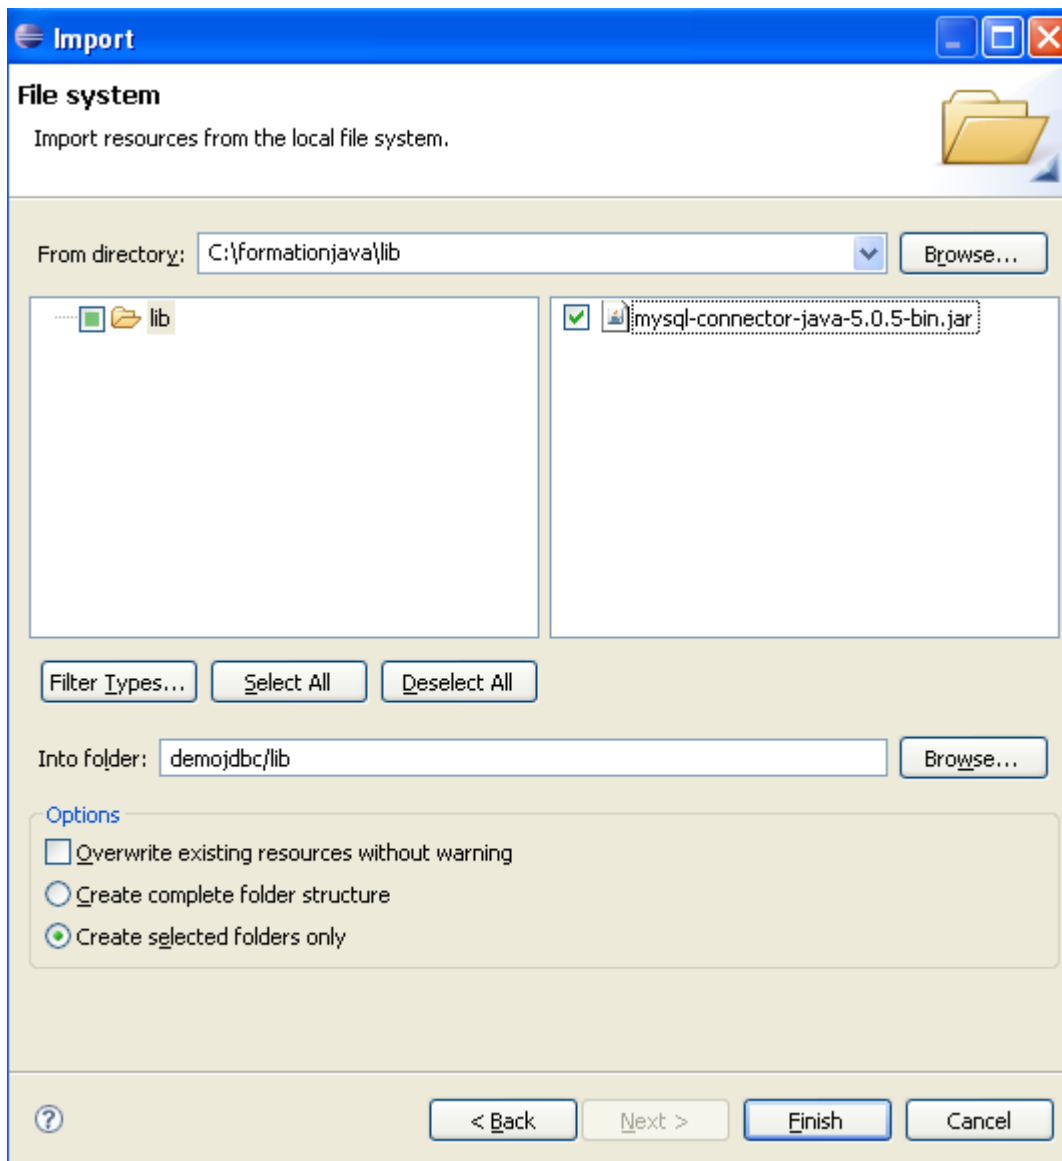 Import
File system
Import resources from the local file system.
From directory: C:\formationjava\lib Browse...
lib
mysql-connector-java-5.0.5-bin.jar
Filter Types... Select All Deselect All
Into folder: demojdbc/lib Browse...
Options
Overwrite existing resources without warning
Create complete folder structure
Create selected folders only
? < Back Next > Finish Cancel